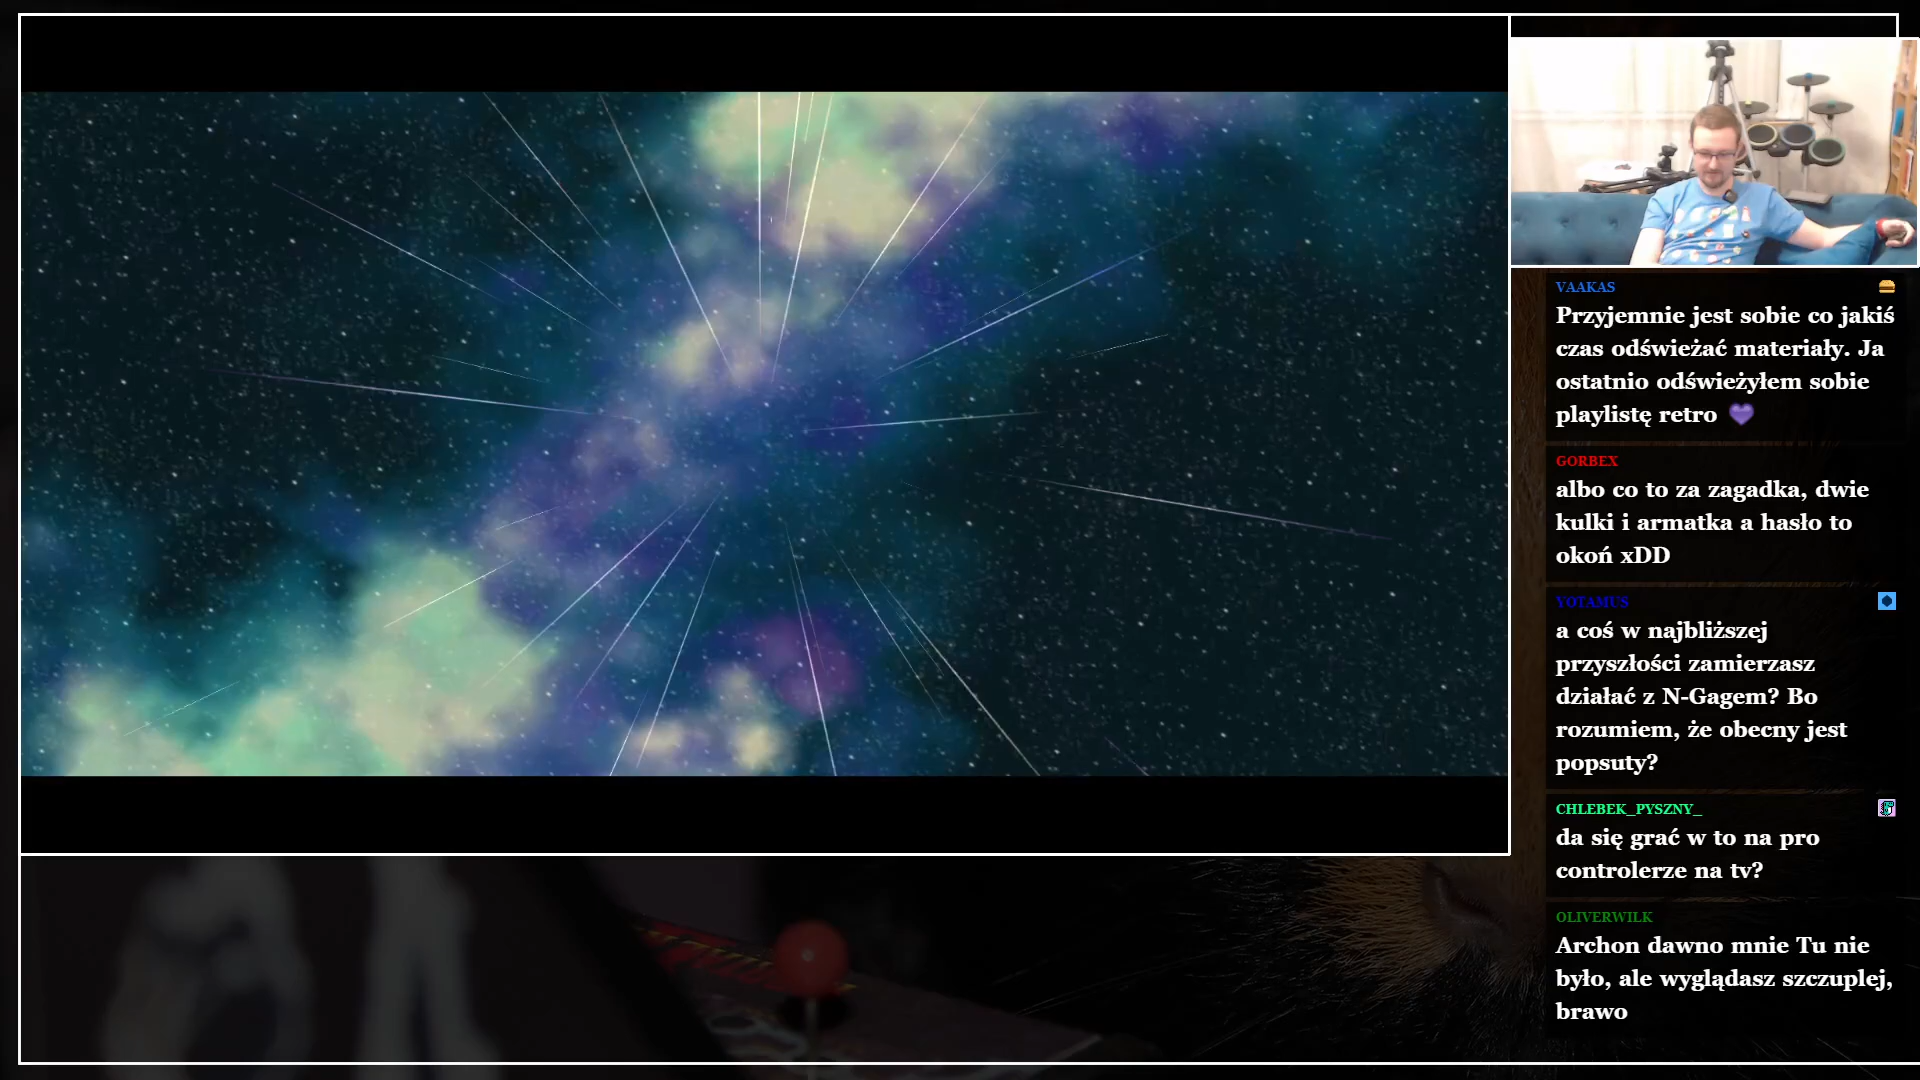 VAAKAS
Przyjemnie jest sobie co jakiś
czas odświeżać materiały. Ja
ostatnio odświeżyłem sobie
playlistę retro
GORBEX
albo co to za zagadka, dwie
kulki i armatka a hasło to
okoń xDD
YOTAMUS
a coś w najbliższej
przyszłości zamierzasz
działać z N-Gagem? Bo
rozumiem, że obecny jest
popsuty?
CHLEBEK_PYSZNY_
da się grać w to na pro
controlerze na tv?
OLIVERWILK
Archon dawno mnie Tu nie
było, ale wyglądasz szczuplej,
brawo